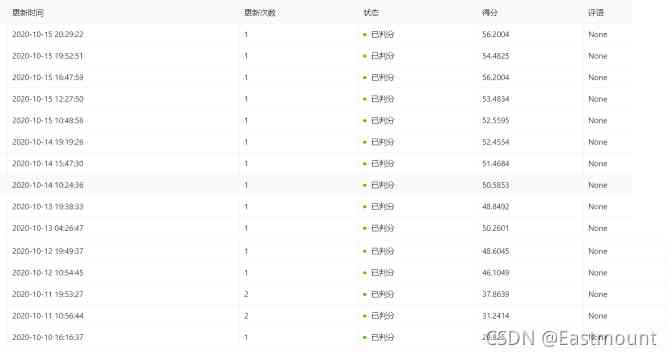 更新时间 更新次数 状态 得分 评语
2020-10-15 20:29:22 1 已判分 56.2004 None
2020-10-15 19:52:51 1 已判分 54.4825 None
2020-10-15 16:47:59 1 已判分 56.2004 None
2020-10-15 12:27:50 1 已判分 53.4834 None
2020-10-15 10:48:56 1 已判分 52.5595 None
2020-10-14 19:19:26 1 已判分 52.4554 None
2020-10-14 15:47:30 1 已判分 51.4684 None
2020-10-14 10:24:36 1 已判分 50.5853 None
2020-10-13 19:38:33 1 已判分 48.8492 None
2020-10-13 04:26:47 1 已判分 50.2601 None
2020-10-12 19:49:37 1 已判分 48.6045 None
2020-10-12 10:54:45 1 已判分 46.1049 None
2020-10-11 19:53:27 2 已判分 37.8639 None
2020-10-11 10:56:44 2 已判分 31.2414 None
2020-10-10 16:16:37 1 已判分 None
CSDN @Eastmount